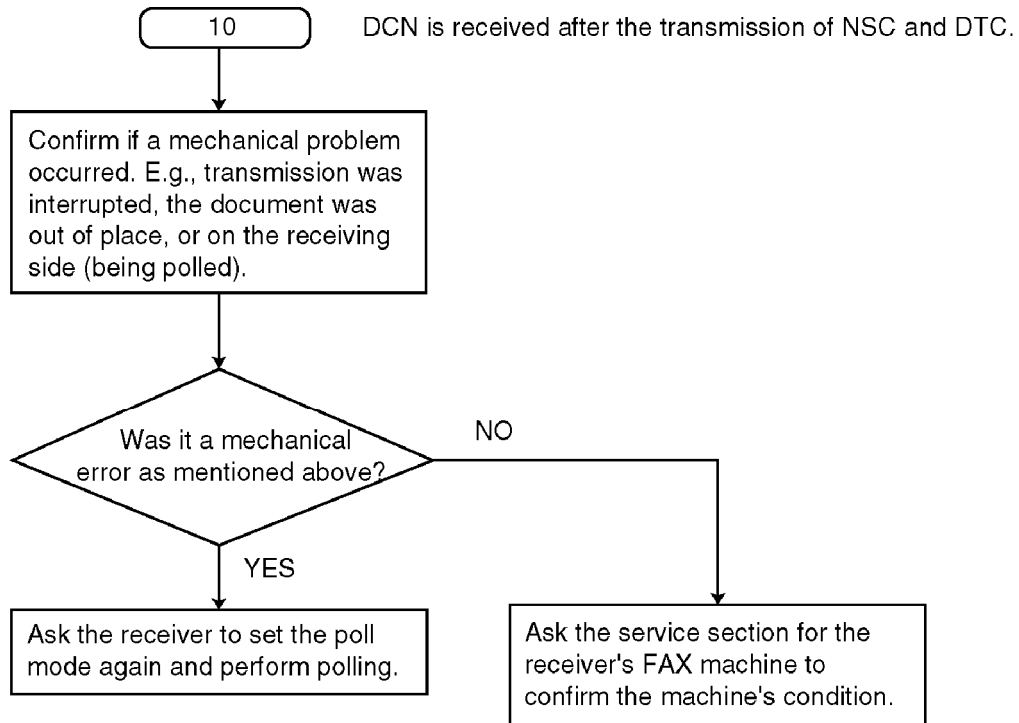 10
DCN is received after the transmission of NSC and DTC.
Confirm if a mechanical problem
occurred. E.g., transmission was
interrupted, the document was
out of place, or on the receiving
side (being polled).
Was it a mechanical
error as mentioned above?
NO
YES
Ask the receiver to set the poll
mode again and perform polling.
Ask the service section for the
receiver's FAX machine to
confirm the machine's condition.